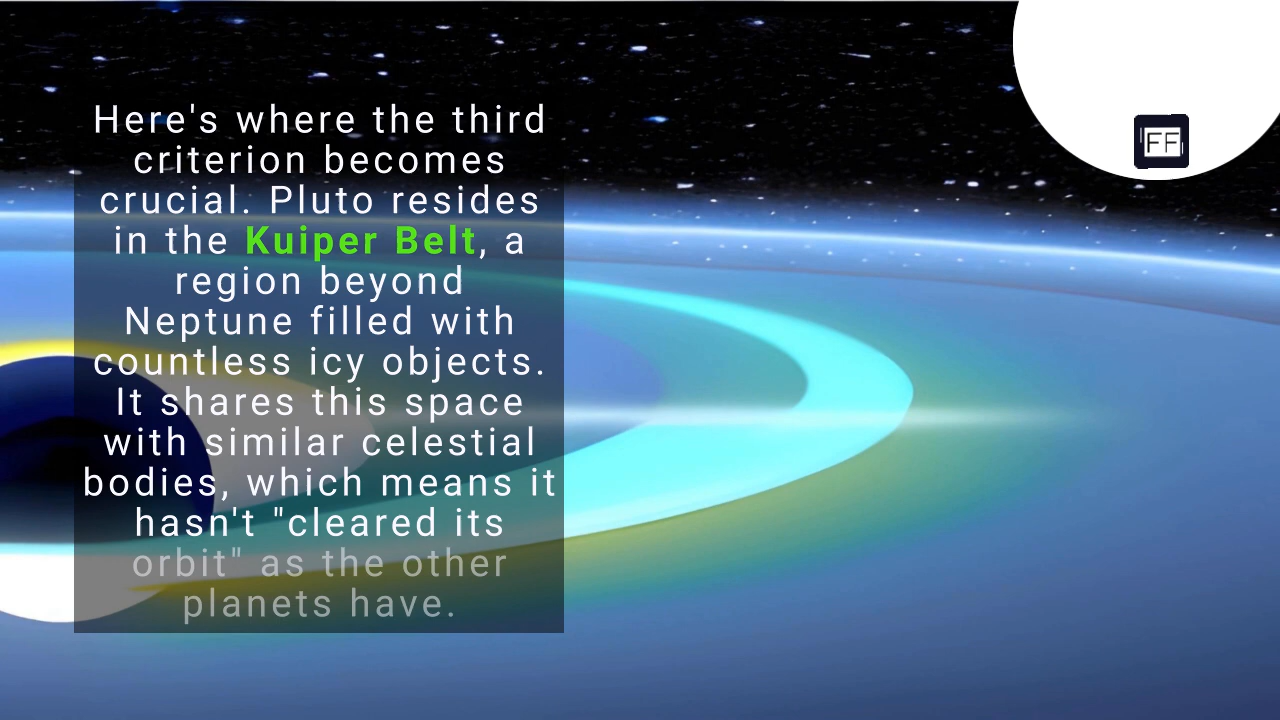 Here's where the third
criterion becomes
crucial. Pluto resides
in the Kuiper Belt, a
region beyond
Neptune filled with
countless icy objects.
It shares this space
with similar celestial
bodies, which means it
hasn't "cleared its
orbit" as the other
planets have.
FF